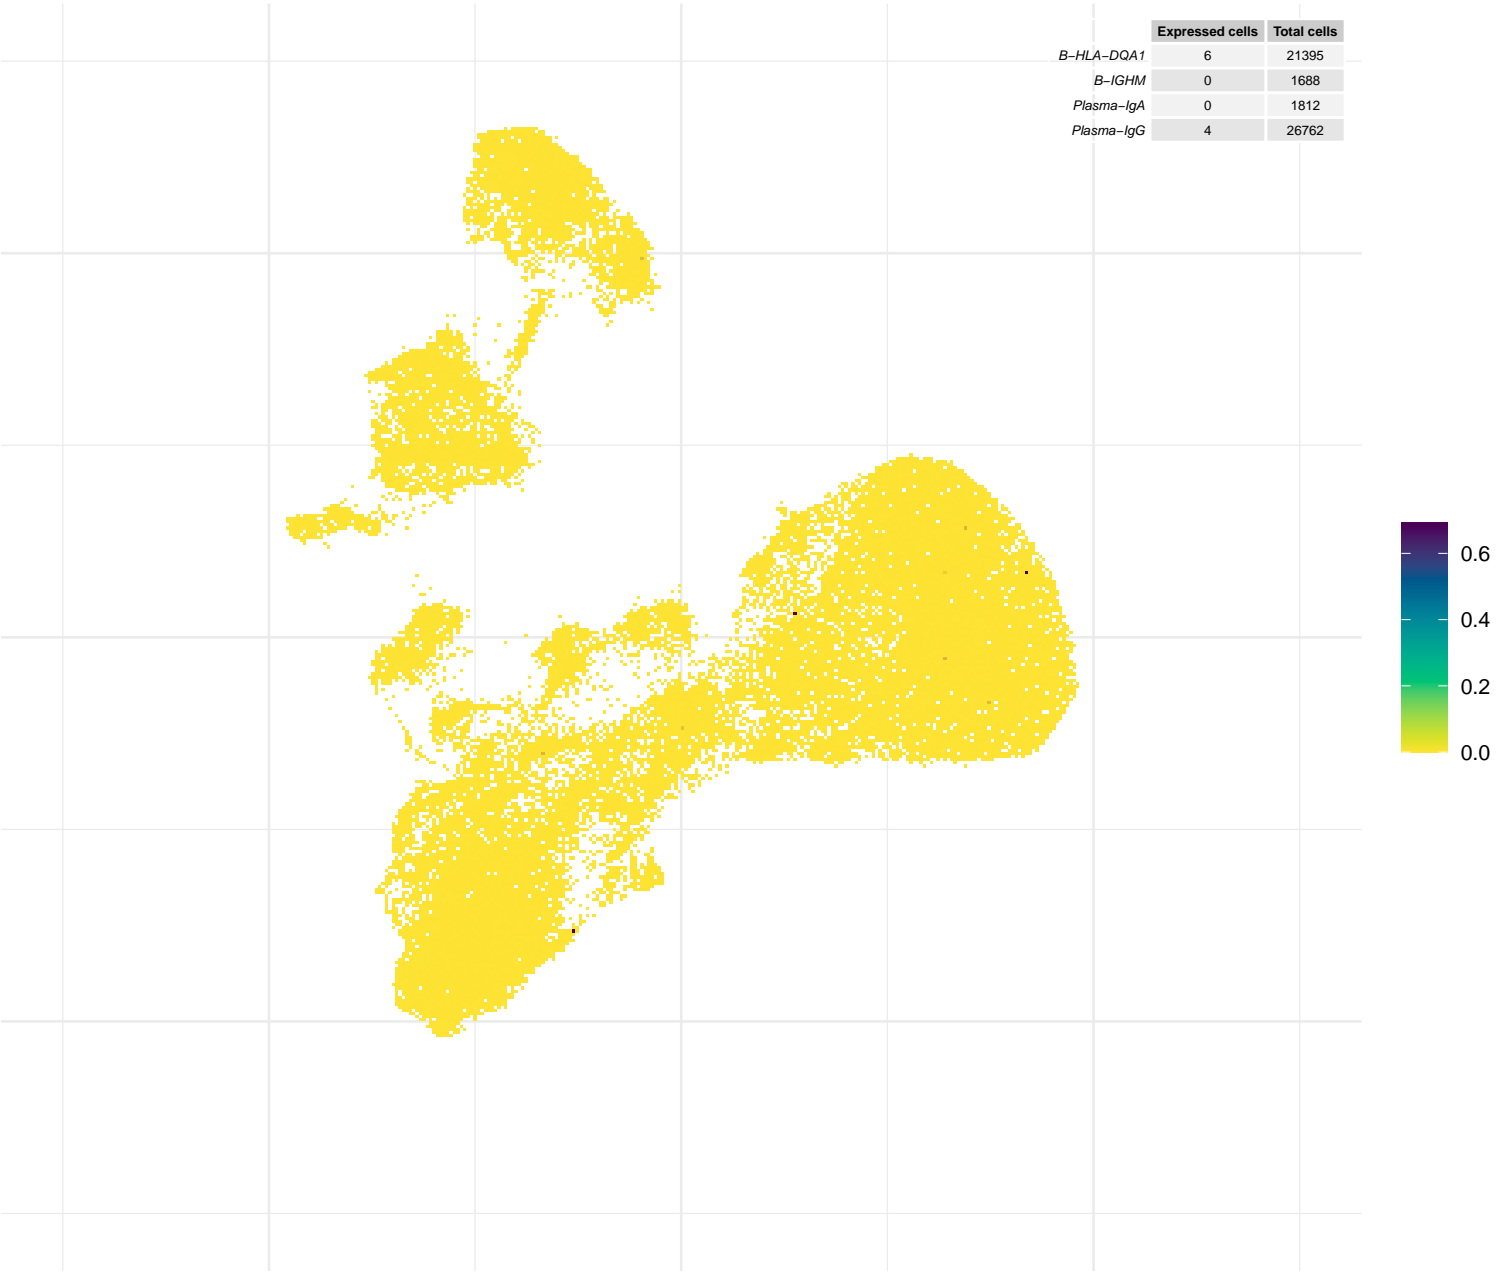 Expressed cells Total cells
B-HLA-DQA1 6 21395
B-IGHM 0 1688
Plasma-IgA 0 1812
Plasma-IgG 4 26762
0.6
0.4
0.2
0.0